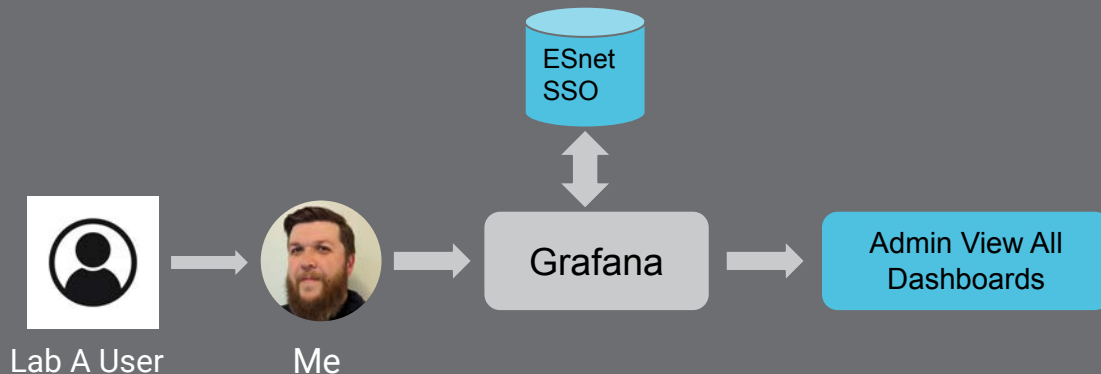 ESnet
SSO
Grafana
Admin View All
Dashboards
Lab A User
Me